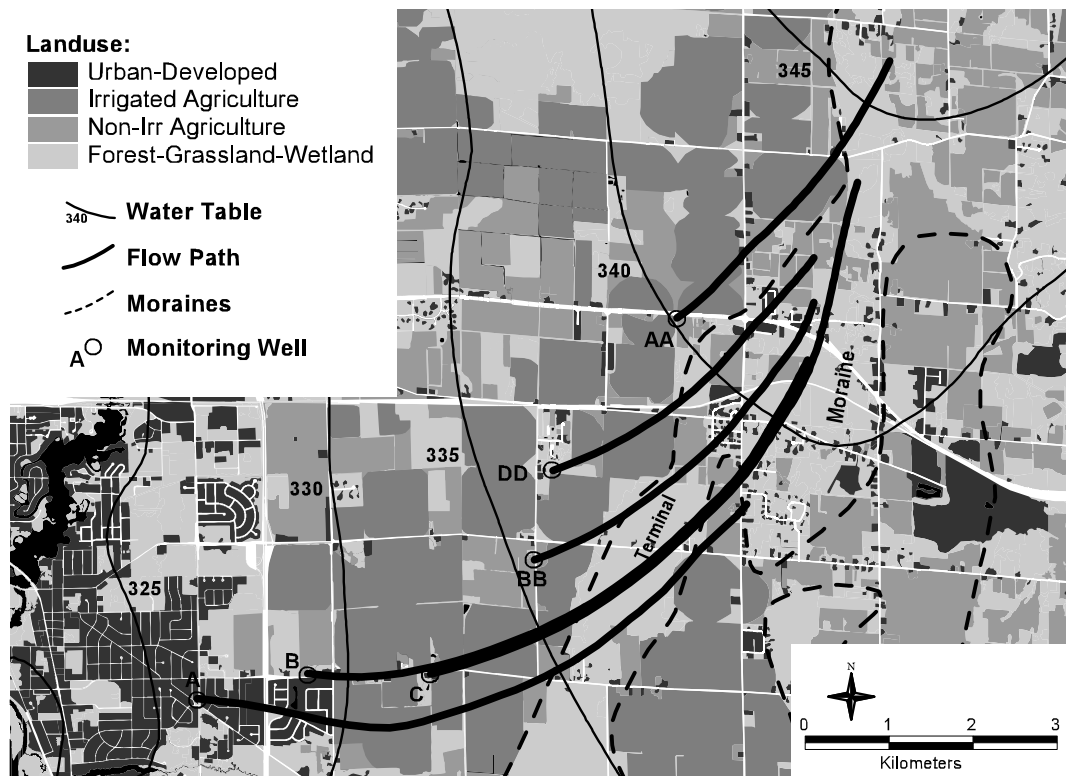 Landuse:
Urban-Developed
Irrigated Agriculture
Non-Irr Agriculture
Forest-Grassland-Wetland
340
Water Table
Flow Path
Moraines
A
Monitoring Well
345
340
AA
Moraine
335
DD
330
Terminal
BB
325
B
C
A
N
0 1 2 3
Kilometers